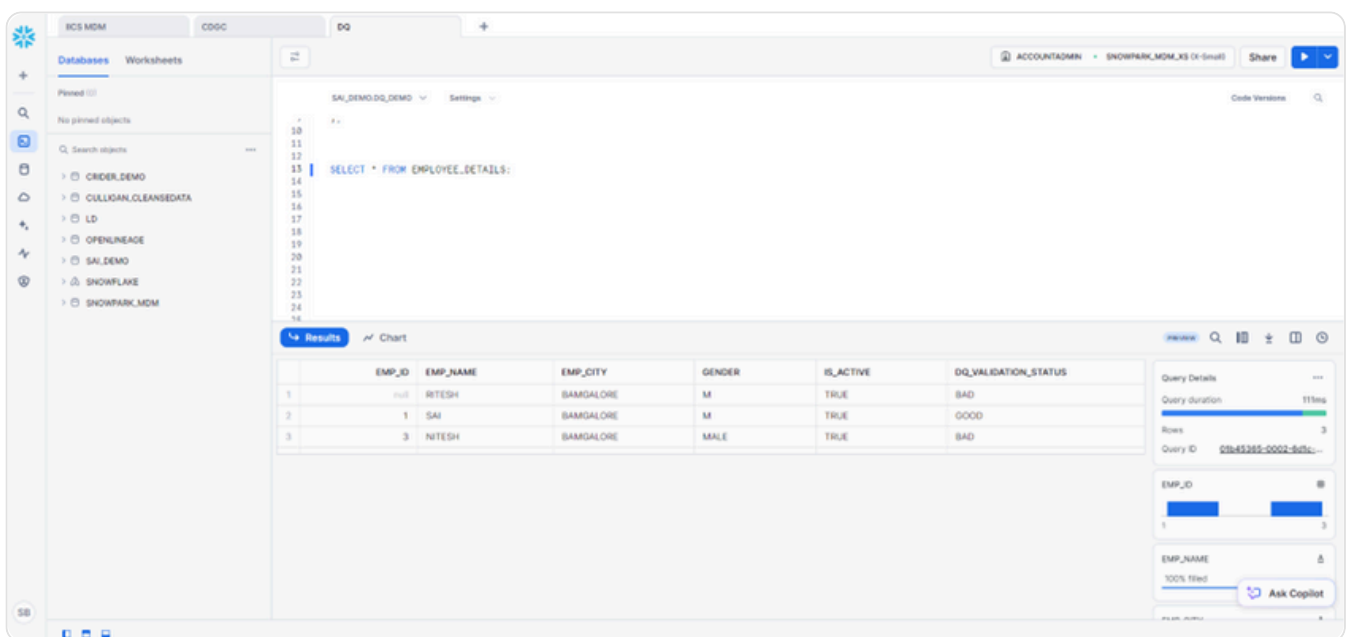 IICS MDM CDGC DQ +
Databases Worksheets
ACCOUNTADMIN SNOWPARK_MDM_XS (X-Small) Share
Pinned (0)
No pinned objects
SAI_DEMO.DQ_DEMO Settings Code Versions
Search objects ...
CRIDER_DEMO
CULLIGAN_CLEANSEDATA
LD
OPENLINEAGE
SAI_DEMO
SNOWFLAKE
SNOWPARK_MDM
10
11
12
13 SELECT * FROM EMPLOYEE_DETAILS;
14
15
16
17
18
19
20
21
22
23
24
Results Chart PREVIEW
EMP_ID EMP_NAME EMP_CITY GENDER IS_ACTIVE DQ_VALIDATION_STATUS
1 null RITESH BAMGALORE M TRUE BAD
2 1 SAI BAMGALORE M TRUE GOOD
3 3 NITESH BAMGALORE MALE TRUE BAD
Query Details ...
Query duration 111ms
Rows 3
Query ID
EMP_ID
1 3
EMP_NAME A
100% filled
Ask Copilot
SB